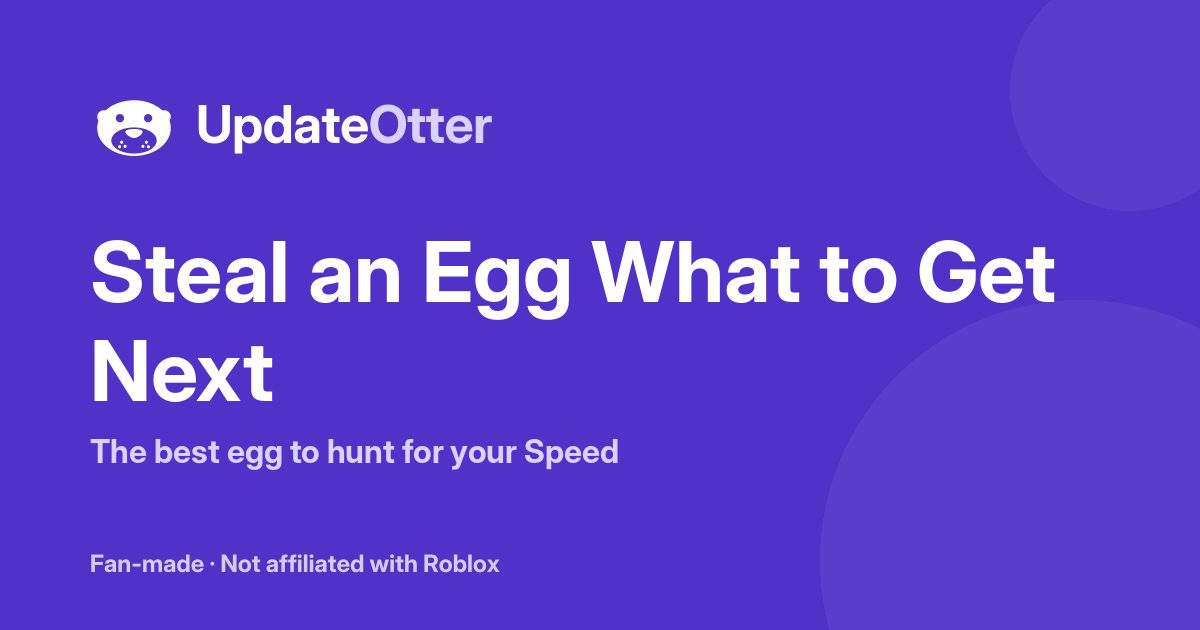 UpdateOtter
Steal an Egg What to Get
Next
The best egg to hunt for your Speed
Fan-made · Not affiliated with Roblox